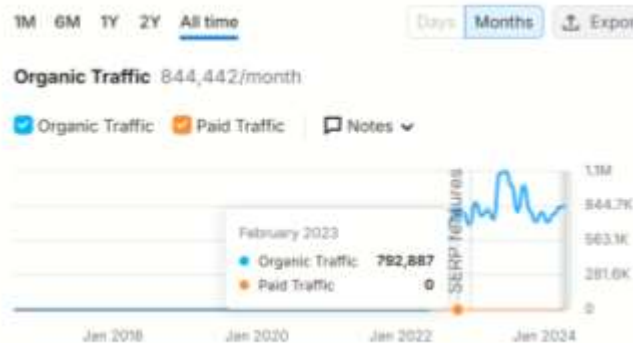 1M 6M 1Y 2Y All time Days Months Expor
Organic Traffic 844,442/month
Organic Traffic Paid Traffic Notes
1.1M
844.7K
563.1K
281.6K
0
SERP features
February 2023
Organic Traffic 792,887
Paid Traffic 0
Jan 2018 Jan 2020 Jan 2022 Jan 2024